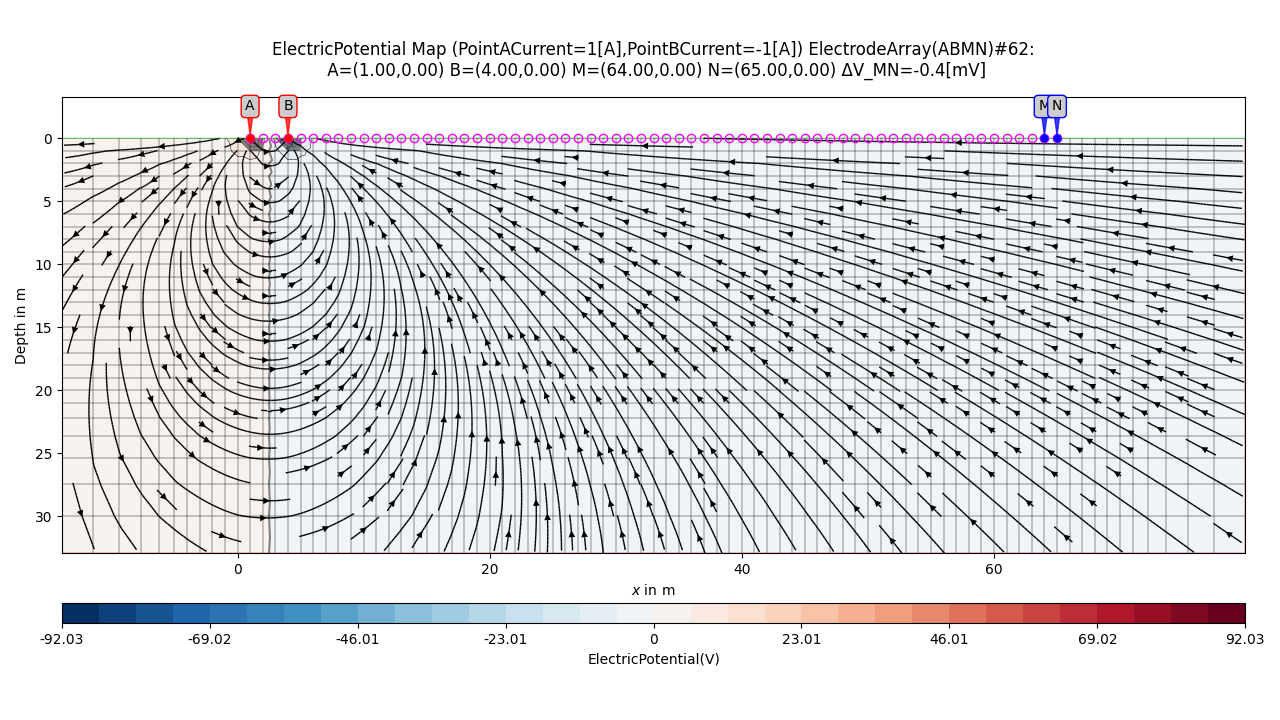 ElectricPotential Map (PointACurrent=1[A],PointBCurrent=-1[A]) ElectrodeArray(ABMN)#62:
A=(1.00,0.00) B=(4.00,0.00) M=(64.00,0.00) N=(65.00,0.00) ΔV_MN=-0.4[mV]
A B M N
0
5
10
15
20
25
30
Depth in m
0 20 40 60
x in m
-92.03 -69.02 -46.01 -23.01 0 23.01 46.01 69.02 92.03
ElectricPotential(V)